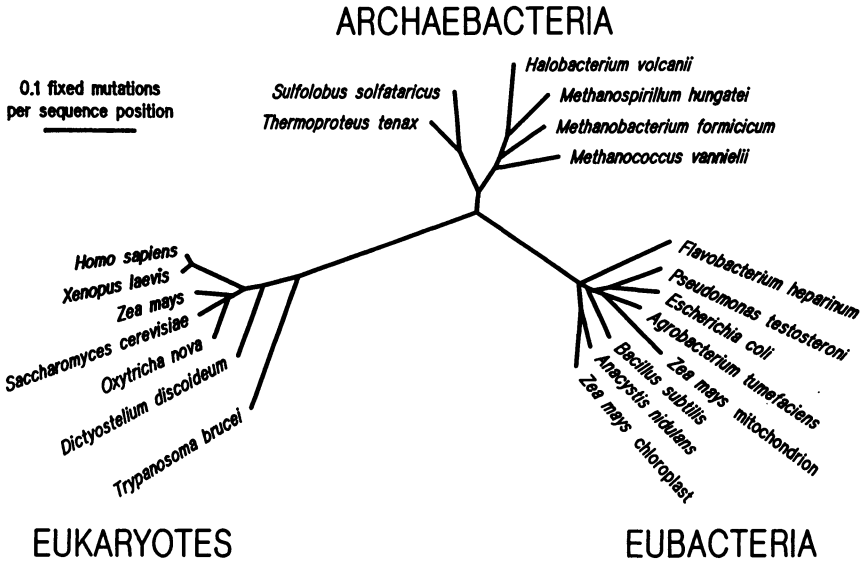 ARCHAEBACTERIA
0.1 fixed mutations
per sequence position
Sulfolobus solfataricus
Thermoproteus tenax
Halobacterium volcanii
Methanospirillum hungatei
Methanobacterium formicicum
Methanococcus vannielii
Homo sapiens
Xenopus laevis
Zea mays
Saccharomyces cerevisiae
Oxytricha nova
Dictyostelium discoideum
Trypanosoma brucei
Flavobacterium heparinum
Pseudomonas testosteroni
Escherichia coli
Agrobacterium tumefaciens
Zea mays mitochondrion
Bacillus subtilis
Anacystis nidulans
Zea mays chloroplast
EUKARYOTES
EUBACTERIA